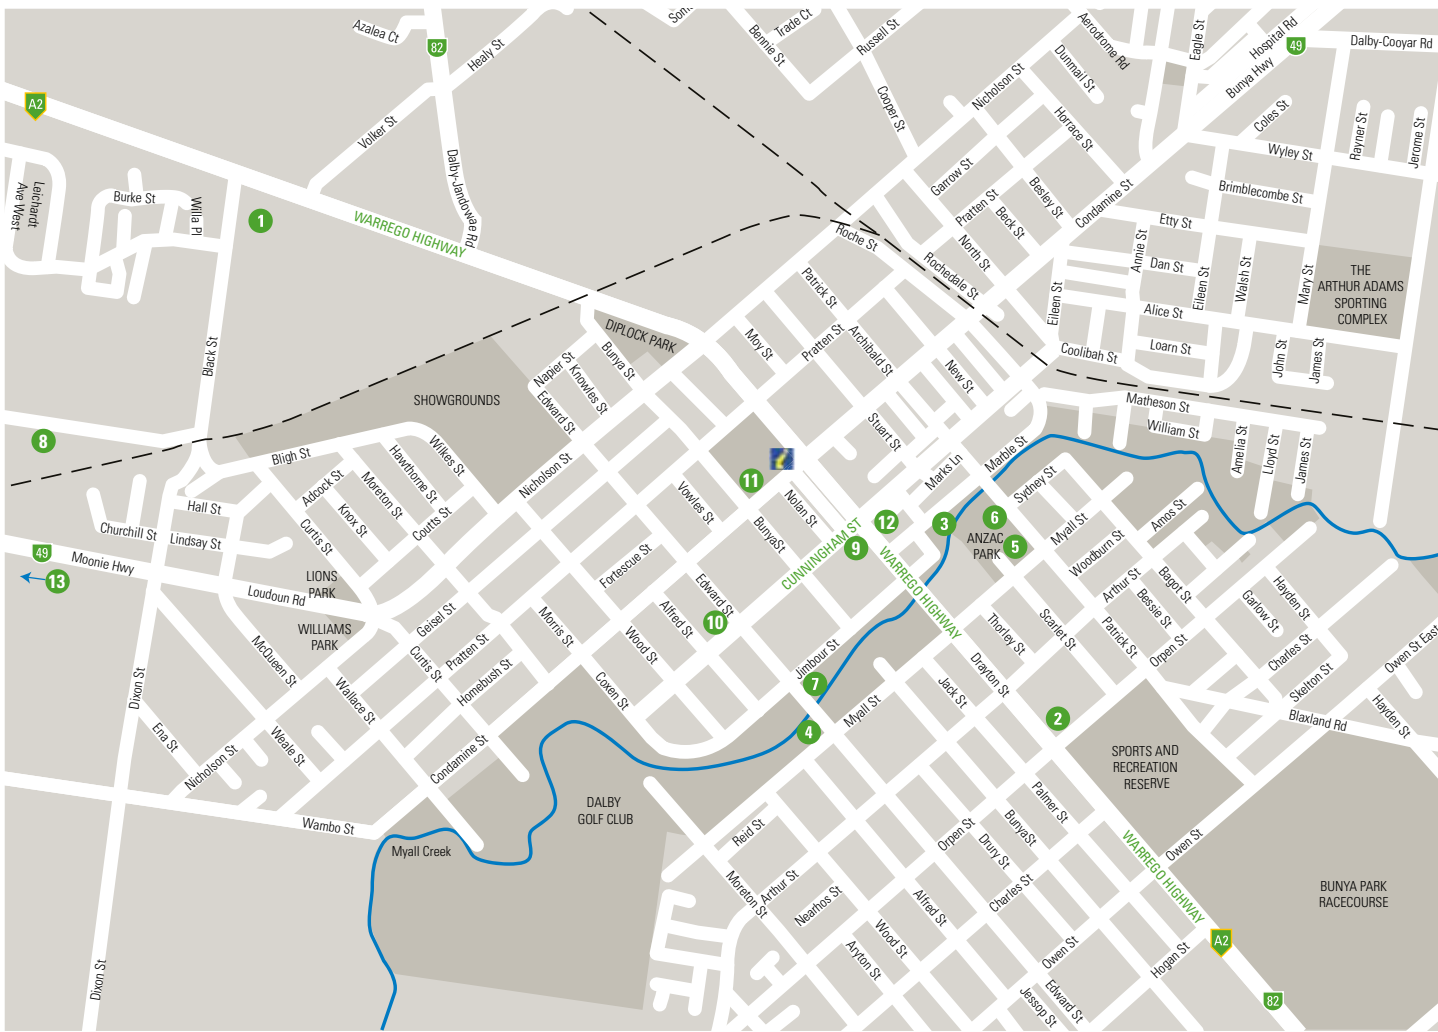 Azalea Ct
82
Healy St
Bennie St
Trade Ct
Russell St
Aerodrome Rd
Eagle St
Hospital Rd
49
Dalby-Cooyar Rd
Bunya Hwy
Dunmail St
Nicholson St
Cooper St
Horrace St
Coles St
Rayner St
Jerome St
A2
Volker St
Dalby-Jandowae Rd
Wyley St
Leichardt
Ave West
Burke St
Willa Pl
1
WARREGO HIGHWAY
Garrow St
Pratten St
Besley St
Beck St
Condamine St
Brimblecombe St
Etty St
Roche St
North St
Rochedale St
Annie St
Dan St
Eileen St
Walsh St
Mary St
THE
ARTHUR ADAMS
SPORTING
COMPLEX
Eileen St
Alice St
Patrick St
Pratten St
Archibald St
Moy St
DIPLOCK PARK
Bunya St
Napier St
Knowles St
Edward St
Black St
New St
Coolibah St
Loarn St
John St
James St
SHOWGROUNDS
Matheson St
William St
Amelia St
Lloyd St
James St
8
Bligh St
Wilkes St
Hawthorne St
Moreton St
Adcock St
Knox St
Curtis St
Coutts St
Nicholson St
Stuart St
Marks Ln
Marble St
Sydney St
11
Vowles St
Nolan St
BunyaSt
12
3
6
ANZAC
PARK
5
Myall St
Amos St
Woodburn St
Hall St
Churchill St
Lindsay St
49
Moonie Hwy
13
CUNNINGHAM ST
9
WARREGO HIGHWAY
Fortescue St
Edward St
10
Alfred St
Wood St
LIONS
PARK
Loudoun Rd
WILLIAMS
PARK
Geisel St
Curtis St
Pratten St
Homebush St
Morris St
Coxen St
McQueen St
Wallace St
Dixon St
Ena St
Nicholson St
Weale St
Condamine St
Jimbour St
7
4
Myall St
Thorley St
Drayton St
Jack St
2
Scarlet St
Arthur St
Bagot St
Bessie St
Patrick St
Orpen St
Hayden St
Garlow St
Charles St
Skelton St
Owen St East
Hayden St
Blaxland Rd
SPORTS AND
RECREATION
RESERVE
Wambo St
Myall Creek
DALBY
GOLF CLUB
Reid St
Moreton St
Arthur St
Nearhos St
Aryton St
Wood St
Alfred St
Orpen St
Drury St
BunyaSt
Palmer St
Charles St
Owen St
WARREGO HIGHWAY
Owen St
Hogan St
Edward St
Jessop St
BUNYA PARK
RACECOURSE
A2
82
Dixon St